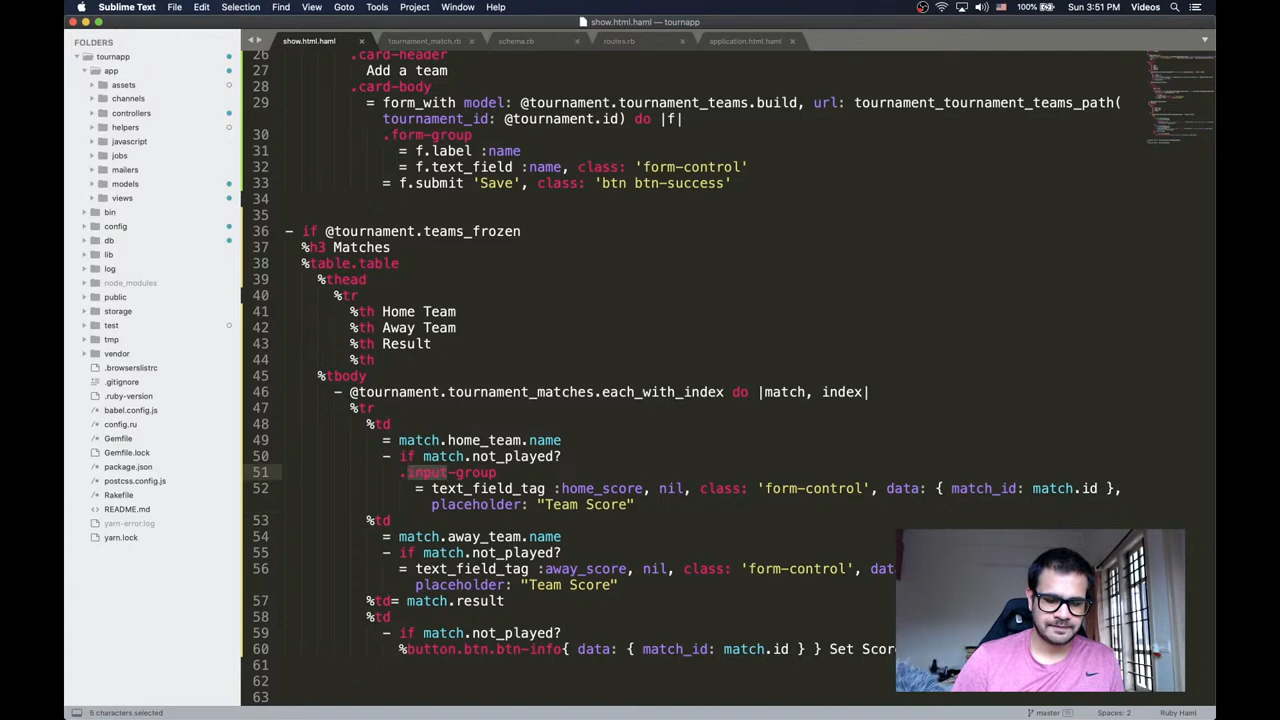 Sublime Text File Edit Selection Find View Goto Tools Project Window Help
Sun 3:51 PM Videos
show.html.haml — tournapp
FOLDERS
tournapp
app
assets
channels
controllers
helpers
javascript
jobs
mailers
models
views
bin
config
db
lib
log
node_modules
public
storage
test
tmp
vendor
.browserslistrc
.gitignore
.ruby-version
babel.config.js
config.ru
Gemfile
Gemfile.lock
package.json
postcss.config.js
Rakefile
README.md
yarn-error.log
yarn.lock
show.html.haml tournament_match.rb schema.rb routes.rb application.html.haml
26 .card-header
27 Add a team
28 .card-body
29 = form_with model: @tournament.tournament_teams.build, url: tournament_tournament_teams_path(
tournament_id: @tournament.id) do |f|
30 .form-group
31 = f.label :name
32 = f.text_field :name, class: 'form-control'
33 = f.submit 'Save', class: 'btn btn-success'
34
35
36 - if @tournament.teams_frozen
37 %h3 Matches
38 %table.table
39 %thead
40 %tr
41 %th Home Team
42 %th Away Team
43 %th Result
44 %th
45 %tbody
46 - @tournament.tournament_matches.each_with_index do |match, index|
47 %tr
48 %td
49 = match.home_team.name
50 - if match.not_played?
51 .input-group
52 = text_field_tag :home_score, nil, class: 'form-control', data: { match_id: match.id },
placeholder: "Team Score"
53 %td
54 = match.away_team.name
55 - if match.not_played?
56 = text_field_tag :away_score, nil, class: 'form-control', dat
placeholder: "Team Score"
57 %td= match.result
58 %td
59 - if match.not_played?
60 %button.btn.btn-info{ data: { match_id: match.id } } Set Scor
61
62
63
5 characters selected
master 15 Spaces: 2 Ruby Haml